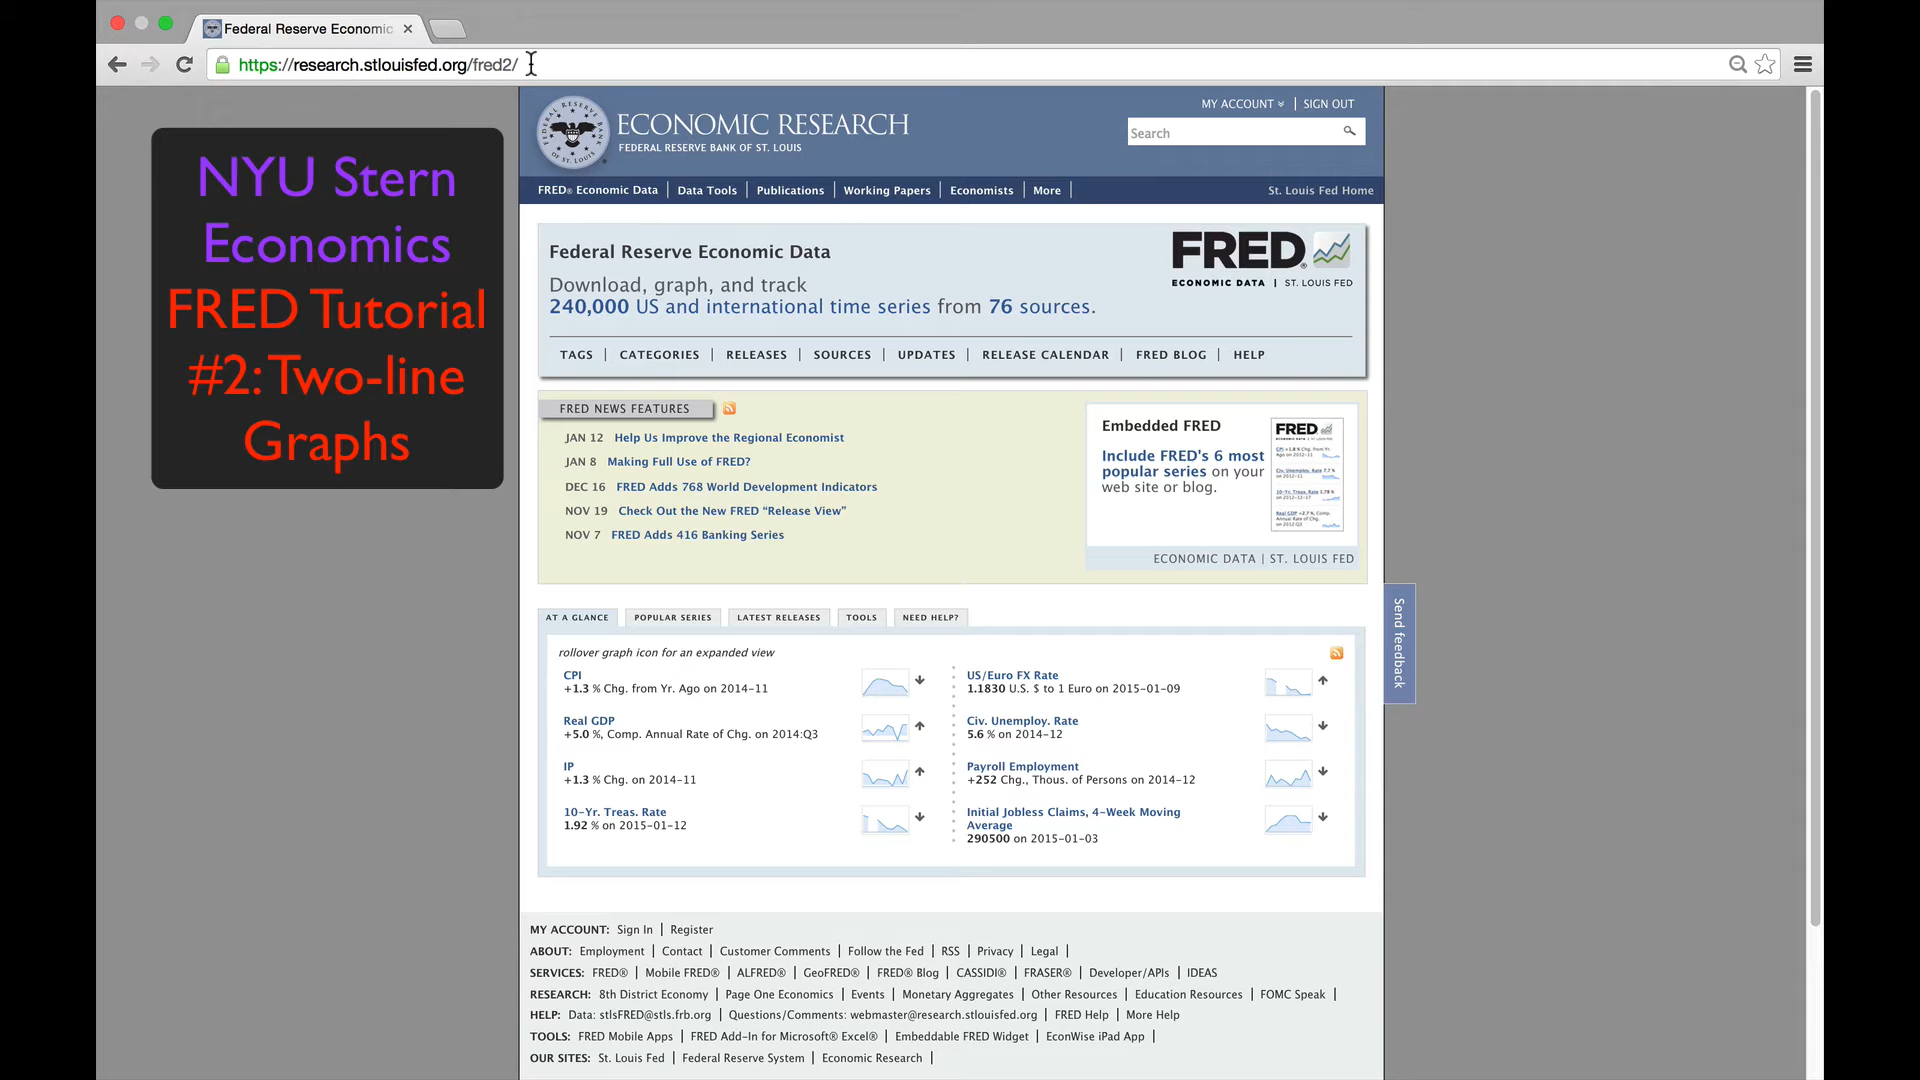 Federal Reserve Economic
https://research.stlouisfed.org/fred2/
NYU Stern
Economics
FRED Tutorial
#2: Two-line
Graphs
ECONOMIC RESEARCH
FEDERAL RESERVE BANK OF ST. LOUIS
MY ACCOUNT | SIGN OUT
Search
FRED® Economic Data | Data Tools | Publications | Working Papers | Economists | More |
St. Louis Fed Home
Federal Reserve Economic Data
Download, graph, and track
240,000 US and international time series from 76 sources.
FRED®
ECONOMIC DATA | ST. LOUIS FED
TAGS | CATEGORIES | RELEASES | SOURCES | UPDATES | RELEASE CALENDAR | FRED BLOG | HELP
FRED NEWS FEATURES
JAN 12 Help Us Improve the Regional Economist
JAN 8 Making Full Use of FRED?
DEC 16 FRED Adds 768 World Development Indicators
NOV 19 Check Out the New FRED “Release View”
NOV 7 FRED Adds 416 Banking Series
Embedded FRED
Include FRED's 6 most
popular series on your
web site or blog.
FRED
ECONOMIC DATA | ST. LOUIS FED
AT A GLANCE
POPULAR SERIES
LATEST RELEASES
TOOLS
NEED HELP?
rollover graph icon for an expanded view
CPI
+1.3 % Chg. from Yr. Ago on 2014-11
Real GDP
+5.0 %, Comp. Annual Rate of Chg. on 2014:Q3
IP
+1.3 % Chg. on 2014-11
10-Yr. Treas. Rate
1.92 % on 2015-01-12
US/Euro FX Rate
1.1830 U.S. $ to 1 Euro on 2015-01-09
Civ. Unemploy. Rate
5.6 % on 2014-12
Payroll Employment
+252 Chg., Thous. of Persons on 2014-12
Initial Jobless Claims, 4-Week Moving
Average
290500 on 2015-01-03
Send feedback
MY ACCOUNT: Sign In | Register
ABOUT: Employment | Contact | Customer Comments | Follow the Fed | RSS | Privacy | Legal |
SERVICES: FRED® | Mobile FRED® | ALFRED® | GeoFRED® | FRED® Blog | CASSIDI® | FRASER® | Developer/APIs | IDEAS
RESEARCH: 8th District Economy | Page One Economics | Events | Monetary Aggregates | Other Resources | Education Resources | FOMC Speak |
HELP: Data: stlsFRED@stls.frb.org | Questions/Comments: webmaster@research.stlouisfed.org | FRED Help | More Help
TOOLS: FRED Mobile Apps | FRED Add-In for Microsoft® Excel® | Embeddable FRED Widget | EconWise iPad App |
OUR SITES: St. Louis Fed | Federal Reserve System | Economic Research |